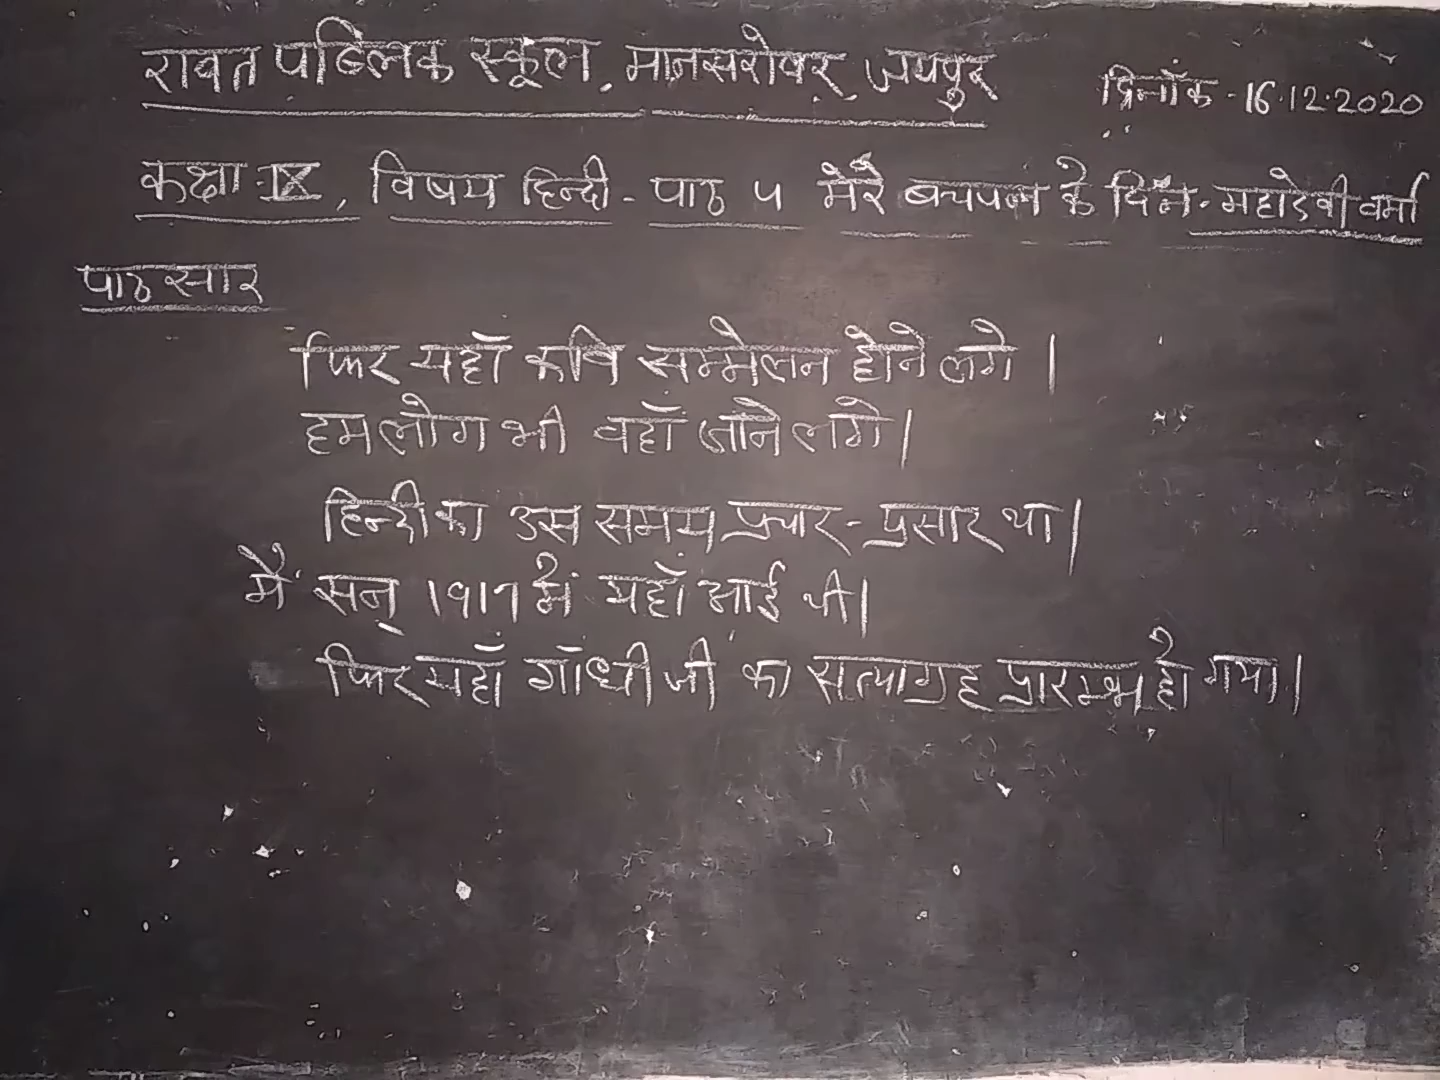 रावत पब्लिक स्कूल, मानसरोवर, जयपुर दिनाँक - 16.12.2020
कक्षा-IX, विषय हिन्दी - पाठ 5 मेरे बचपन के दिन - महादेवी वर्मा
पाठ सार
फिर यहाँ कवि सम्मेलन होने लगे।
हम लोग भी वहाँ जाने लगे।
हिन्दी का उस समय प्रचार-प्रसार था।
मैं सन् 1917 में यहाँ आई थी।
फिर यहाँ गाँधी जी का सत्याग्रह प्रारम्भ हो गया।